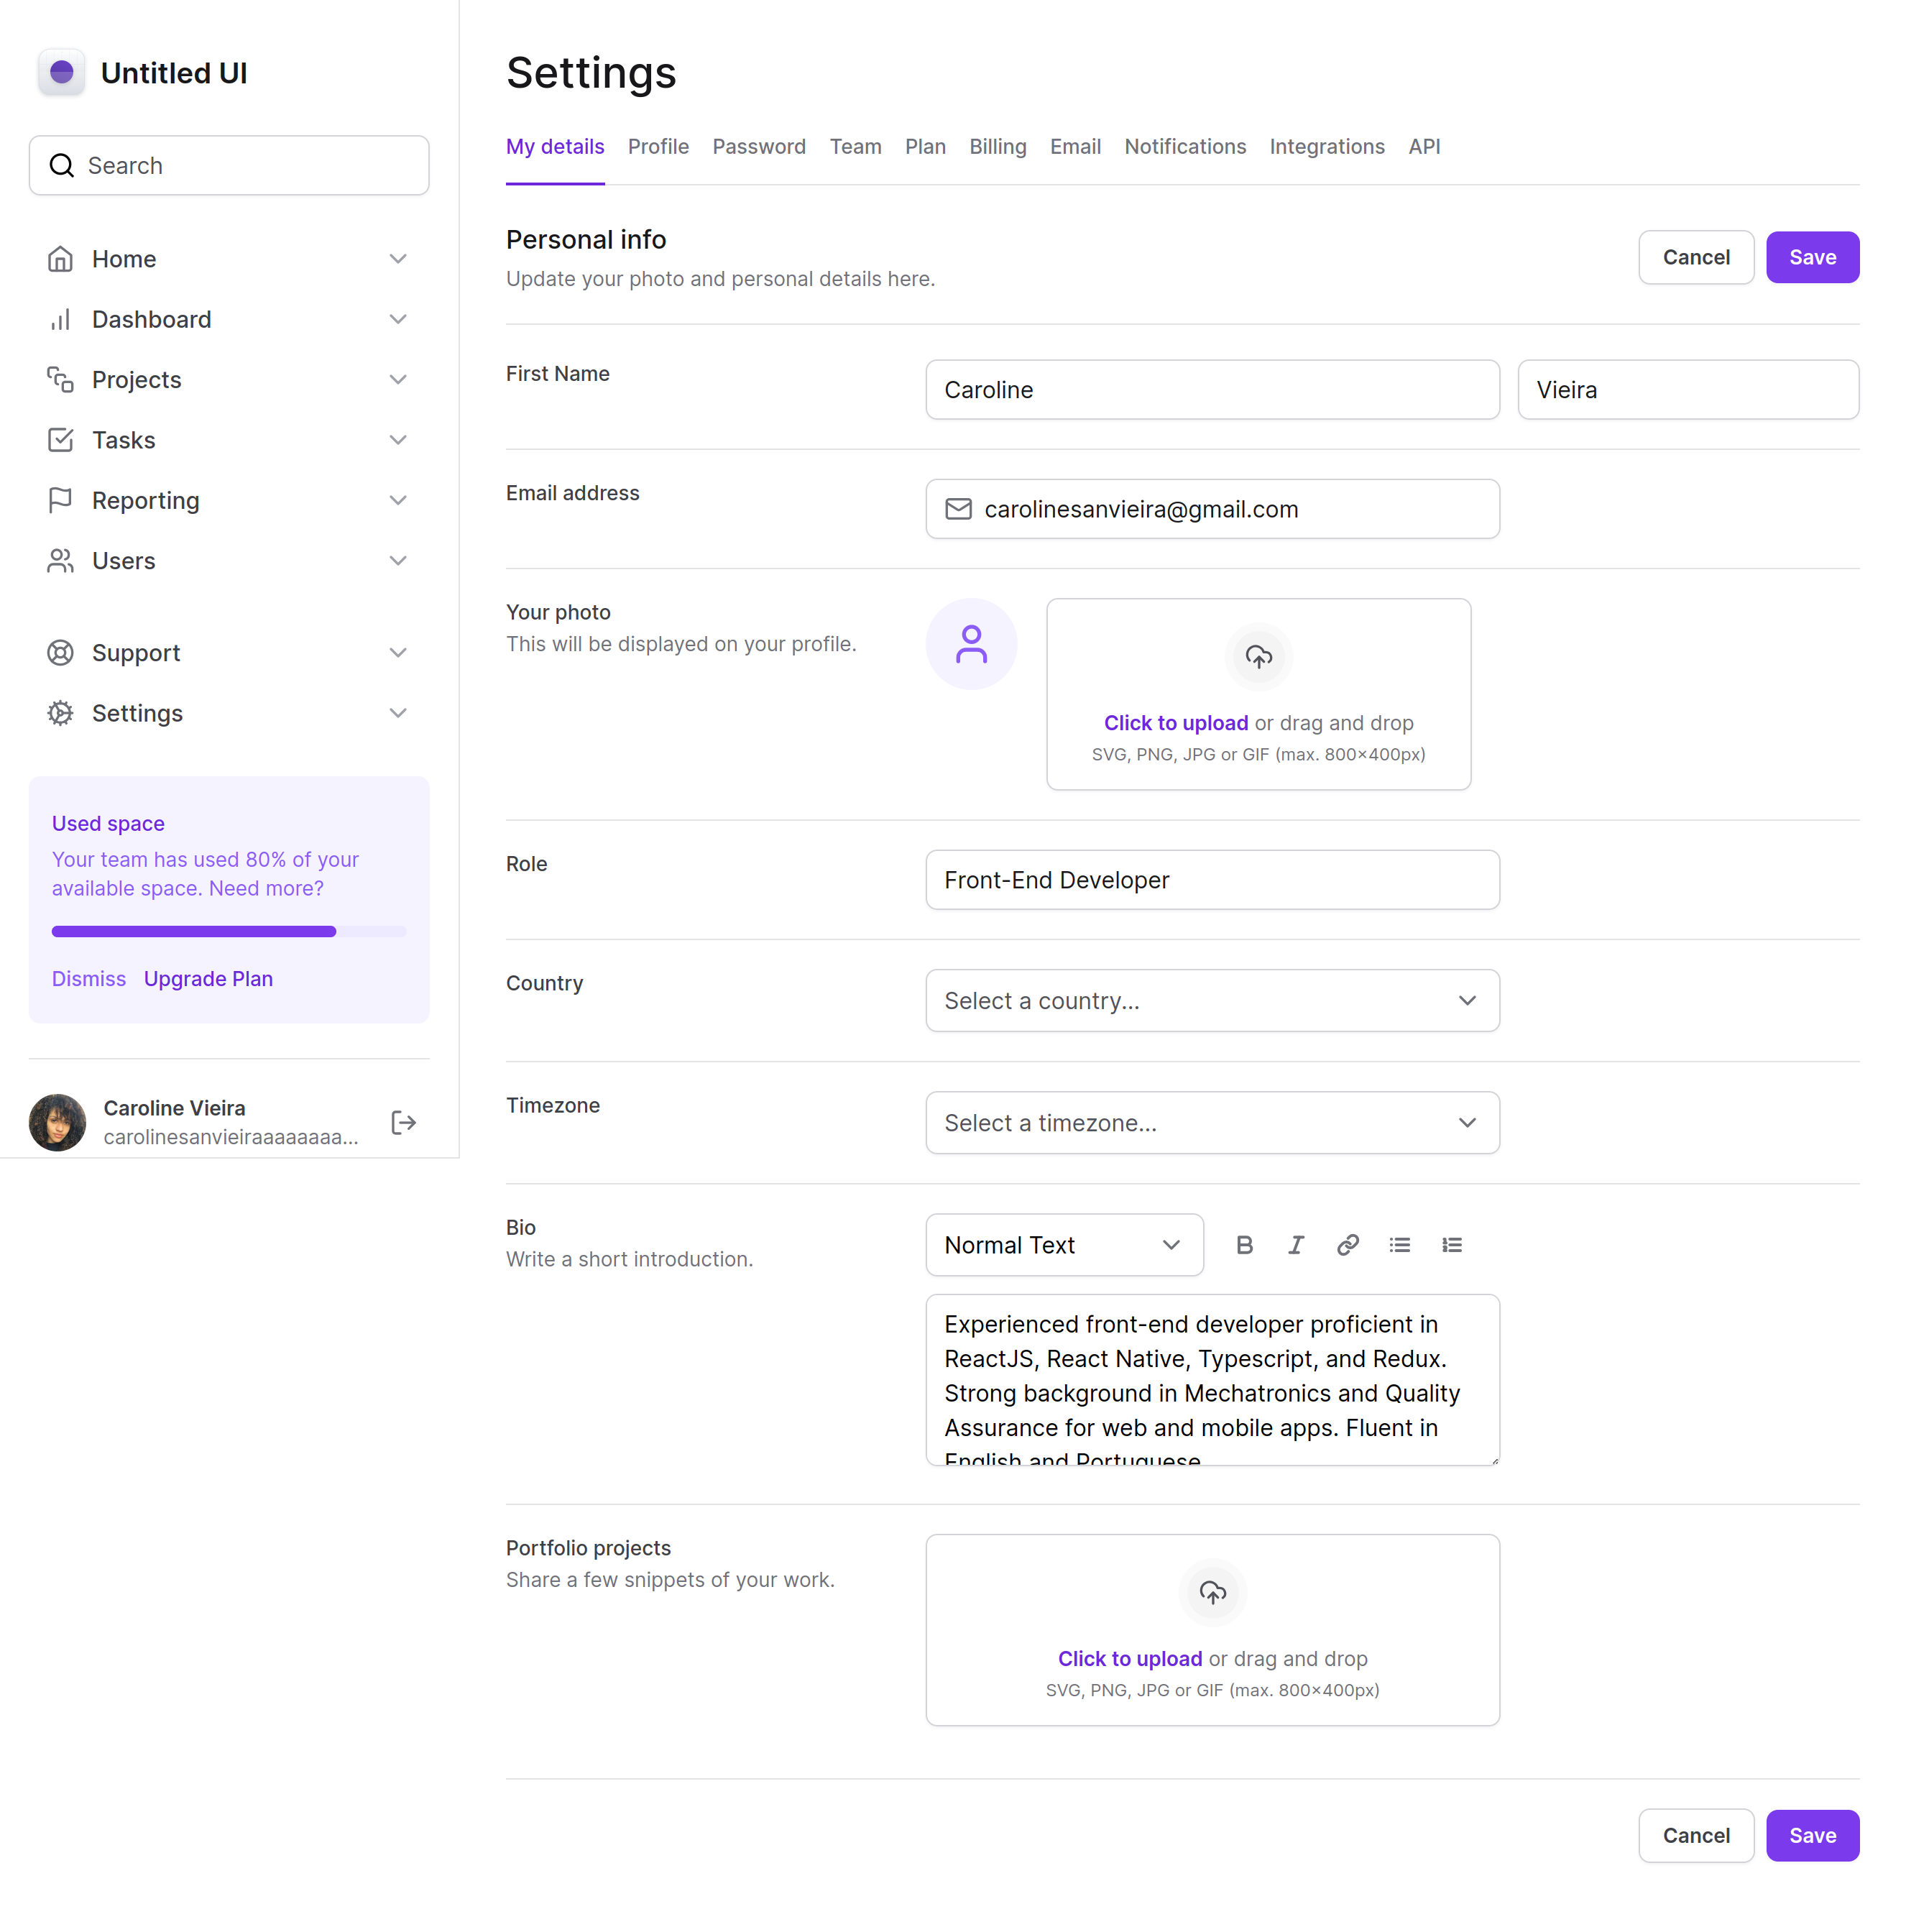 Untitled UI
Search
Home
Dashboard
Projects
Tasks
Reporting
Users
Support
Settings
Used space
Your team has used 80% of your
available space. Need more?
Dismiss Upgrade Plan
Caroline Vieira
carolinesanvieiraaaaaaaa...
Settings
My details Profile Password Team Plan Billing Email Notifications Integrations API
Personal info
Update your photo and personal details here.
Cancel Save
First Name
Caroline Vieira
Email address
carolinesanvieira@gmail.com
Your photo
This will be displayed on your profile.
Click to upload or drag and drop
SVG, PNG, JPG or GIF (max. 800×400px)
Role
Front-End Developer
Country
Select a country...
Timezone
Select a timezone...
Bio
Write a short introduction.
Normal Text
Experienced front-end developer proficient in
ReactJS, React Native, Typescript, and Redux.
Strong background in Mechatronics and Quality
Assurance for web and mobile apps. Fluent in
English and Portuguese
Portfolio projects
Share a few snippets of your work.
Click to upload or drag and drop
SVG, PNG, JPG or GIF (max. 800×400px)
Cancel Save